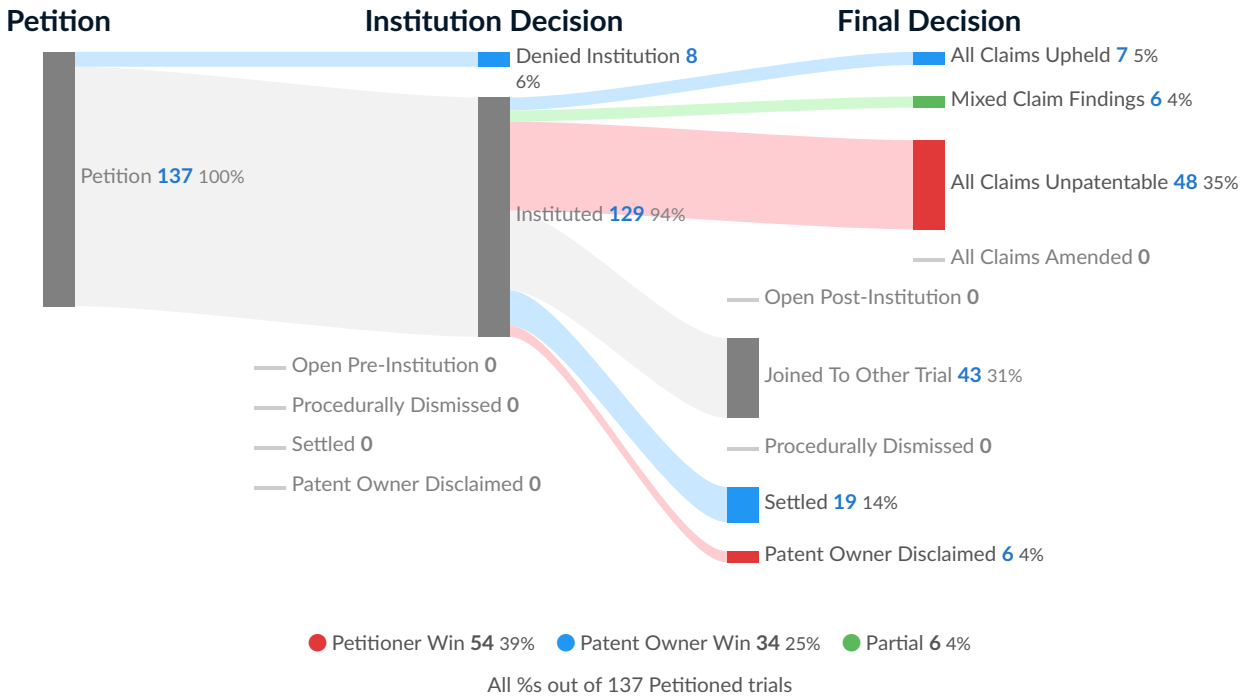 Petition
Institution Decision
Final Decision
Denied Institution 8
6%
All Claims Upheld 7 5%
Mixed Claim Findings 6 4%
Petition 137 100%
All Claims Unpatentable 48 35%
Instituted 129 94%
All Claims Amended 0
Open Post-Institution 0
Open Pre-Institution 0
Joined To Other Trial 43 31%
Procedurally Dismissed 0
Settled 0
Procedurally Dismissed 0
Patent Owner Disclaimed 0
Settled 19 14%
Patent Owner Disclaimed 6 4%
Petitioner Win 54 39%
Patent Owner Win 34 25%
Partial 6 4%
All %s out of 137 Petitioned trials